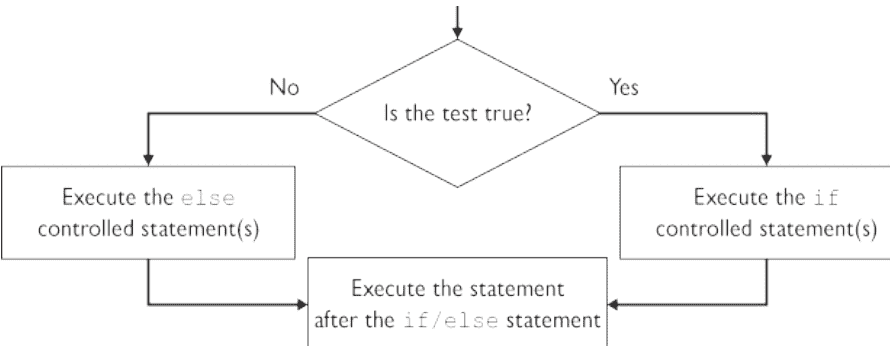 No
Yes
Is the test true?
Execute the else
controlled statement(s)
Execute the if
controlled statement(s)
Execute the statement
after the if/else statement